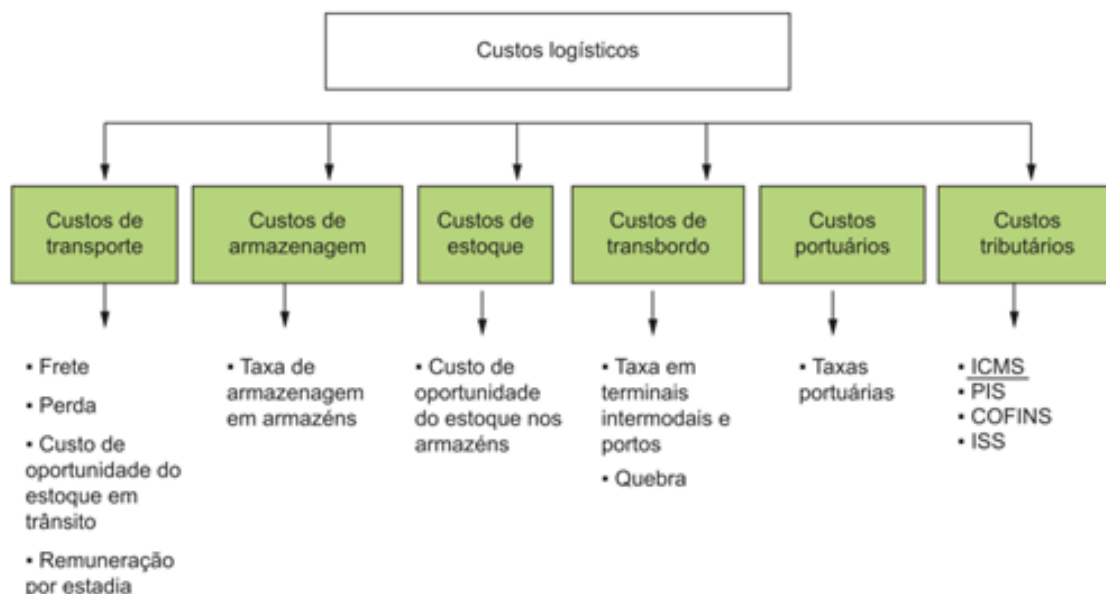 Custos logísticos
Custos de
transporte
Custos de
armazenagem
Custos de
estoque
Custos de
transbordo
Custos
portuários
Custos
tributários
▪ Frete
▪ Perda
▪ Custo de
oportunidade do
estoque em
trânsito
▪ Remuneração
por estadia
▪ Taxa de
armazenagem
em armazéns
▪ Custo de
oportunidade
do estoque nos
armazéns
▪ Taxa em
terminais
intermodais e
portos
▪ Quebra
▪ Taxas
portuárias
▪ ICMS
▪ PIS
▪ COFINS
▪ ISS